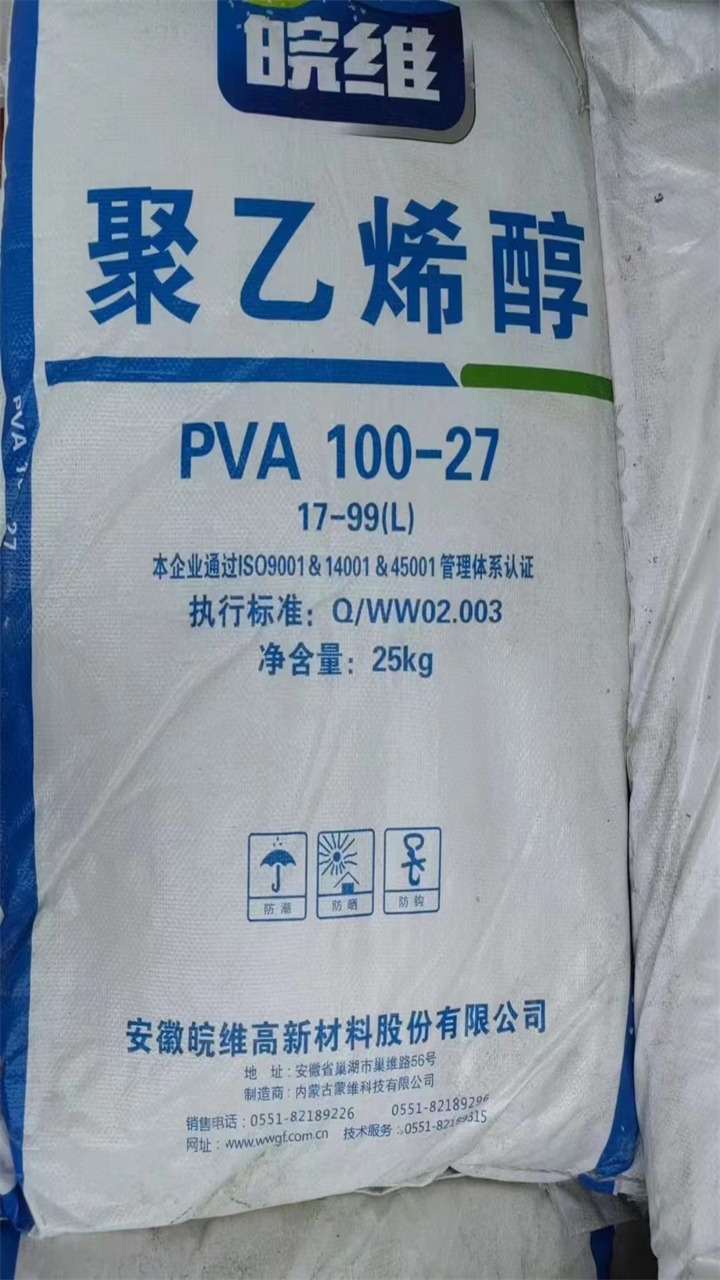 皖维
聚乙烯醇
PVA 100-27
17-99(L)
本企业通过ISO9001 & 14001 & 45001 管理体系认证
执行标准：Q/WW02.003
净含量：25kg
防潮
防晒
防钩
安徽皖维高新材料股份有限公司
地 址：安徽省巢湖市巢维路56号
制造商：内蒙古蒙维科技有限公司
销售电话：0551-82189226 0551-82189296
网址：www.wwgf.com.cn 技术服务：0551-82189315
PVA 27